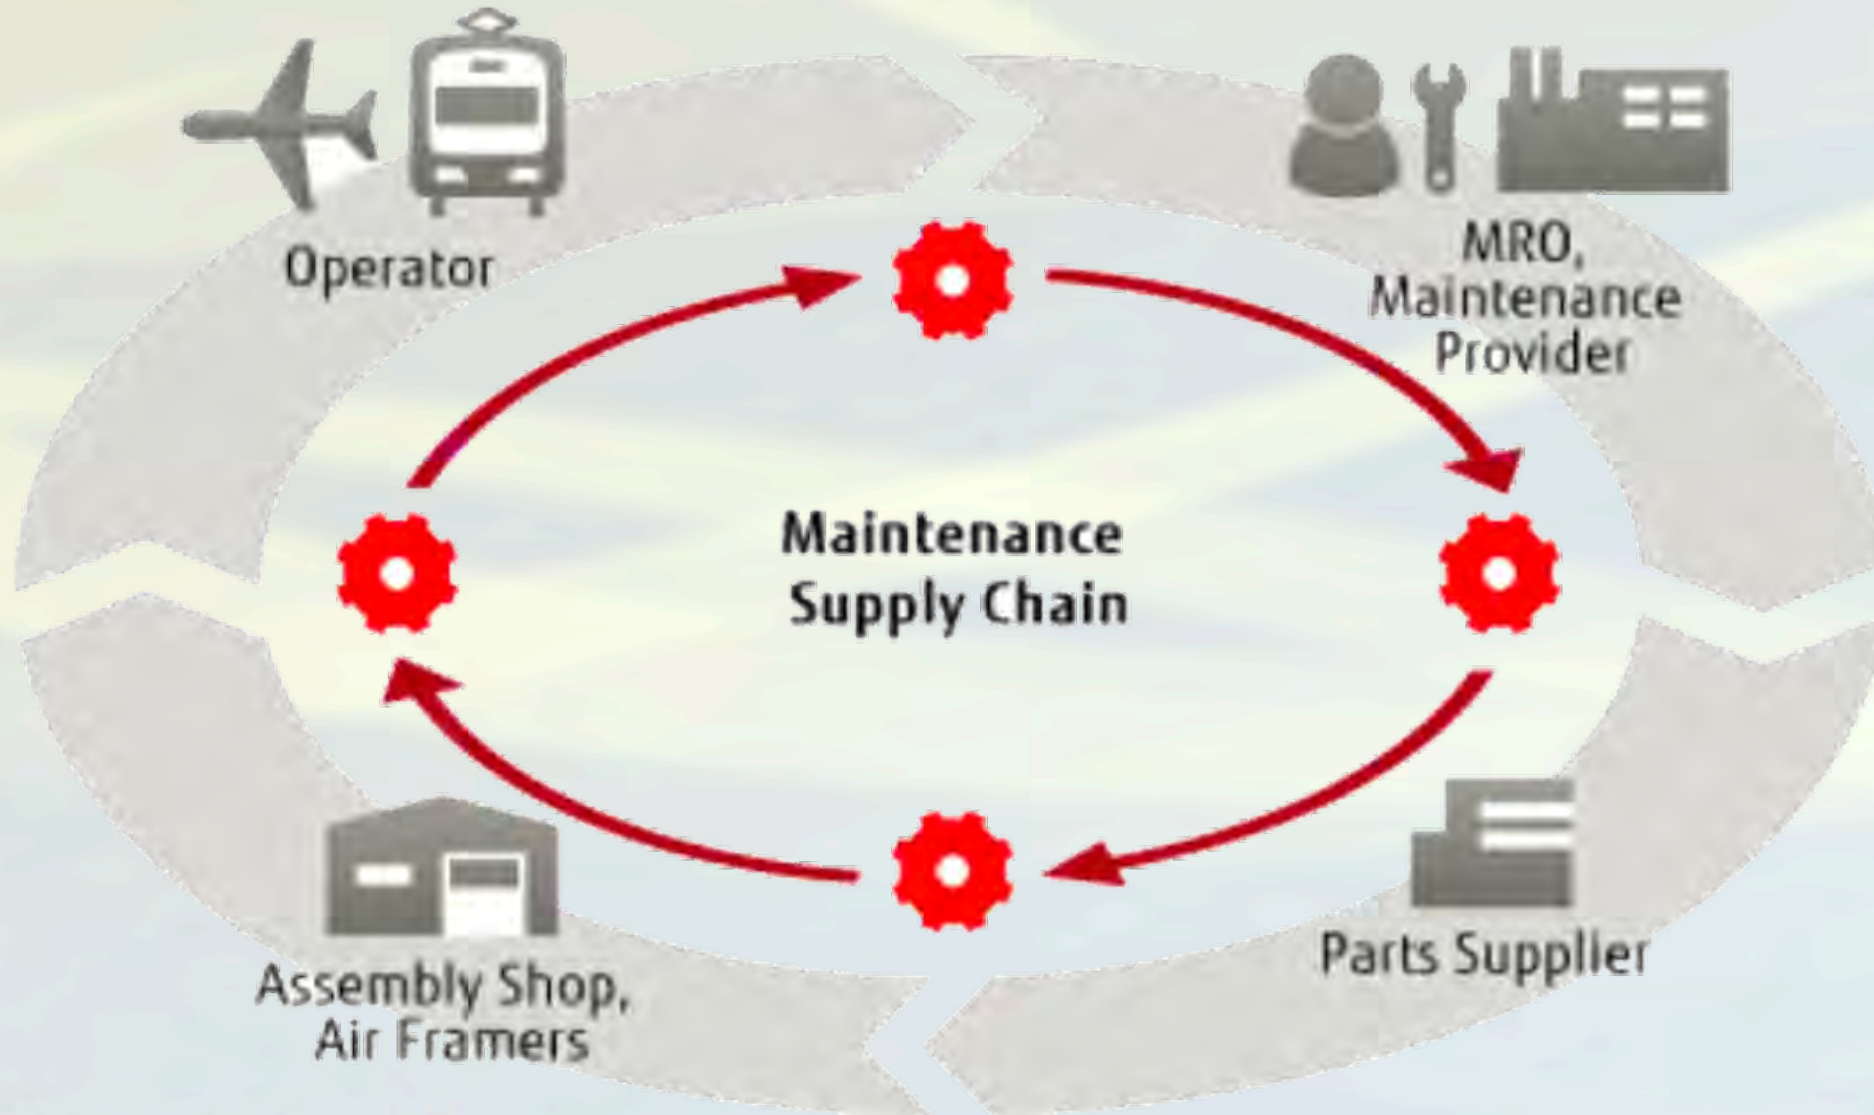 Operator
MRO,
Maintenance
Provider
Maintenance
Supply Chain
Parts Supplier
Assembly Shop,
Air Framers